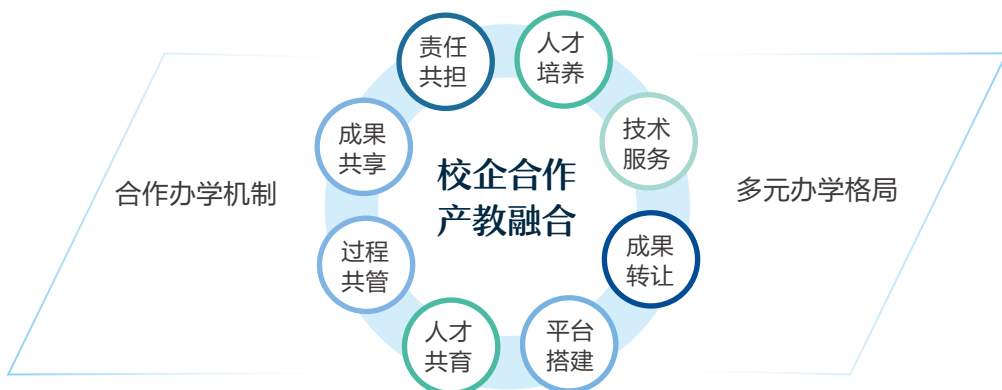 责任
共担
人才
培养
成果
共享
技术
服务
校企合作
产教融合
合作办学机制
多元办学格局
过程
共管
成果
转让
人才
共育
平台
搭建